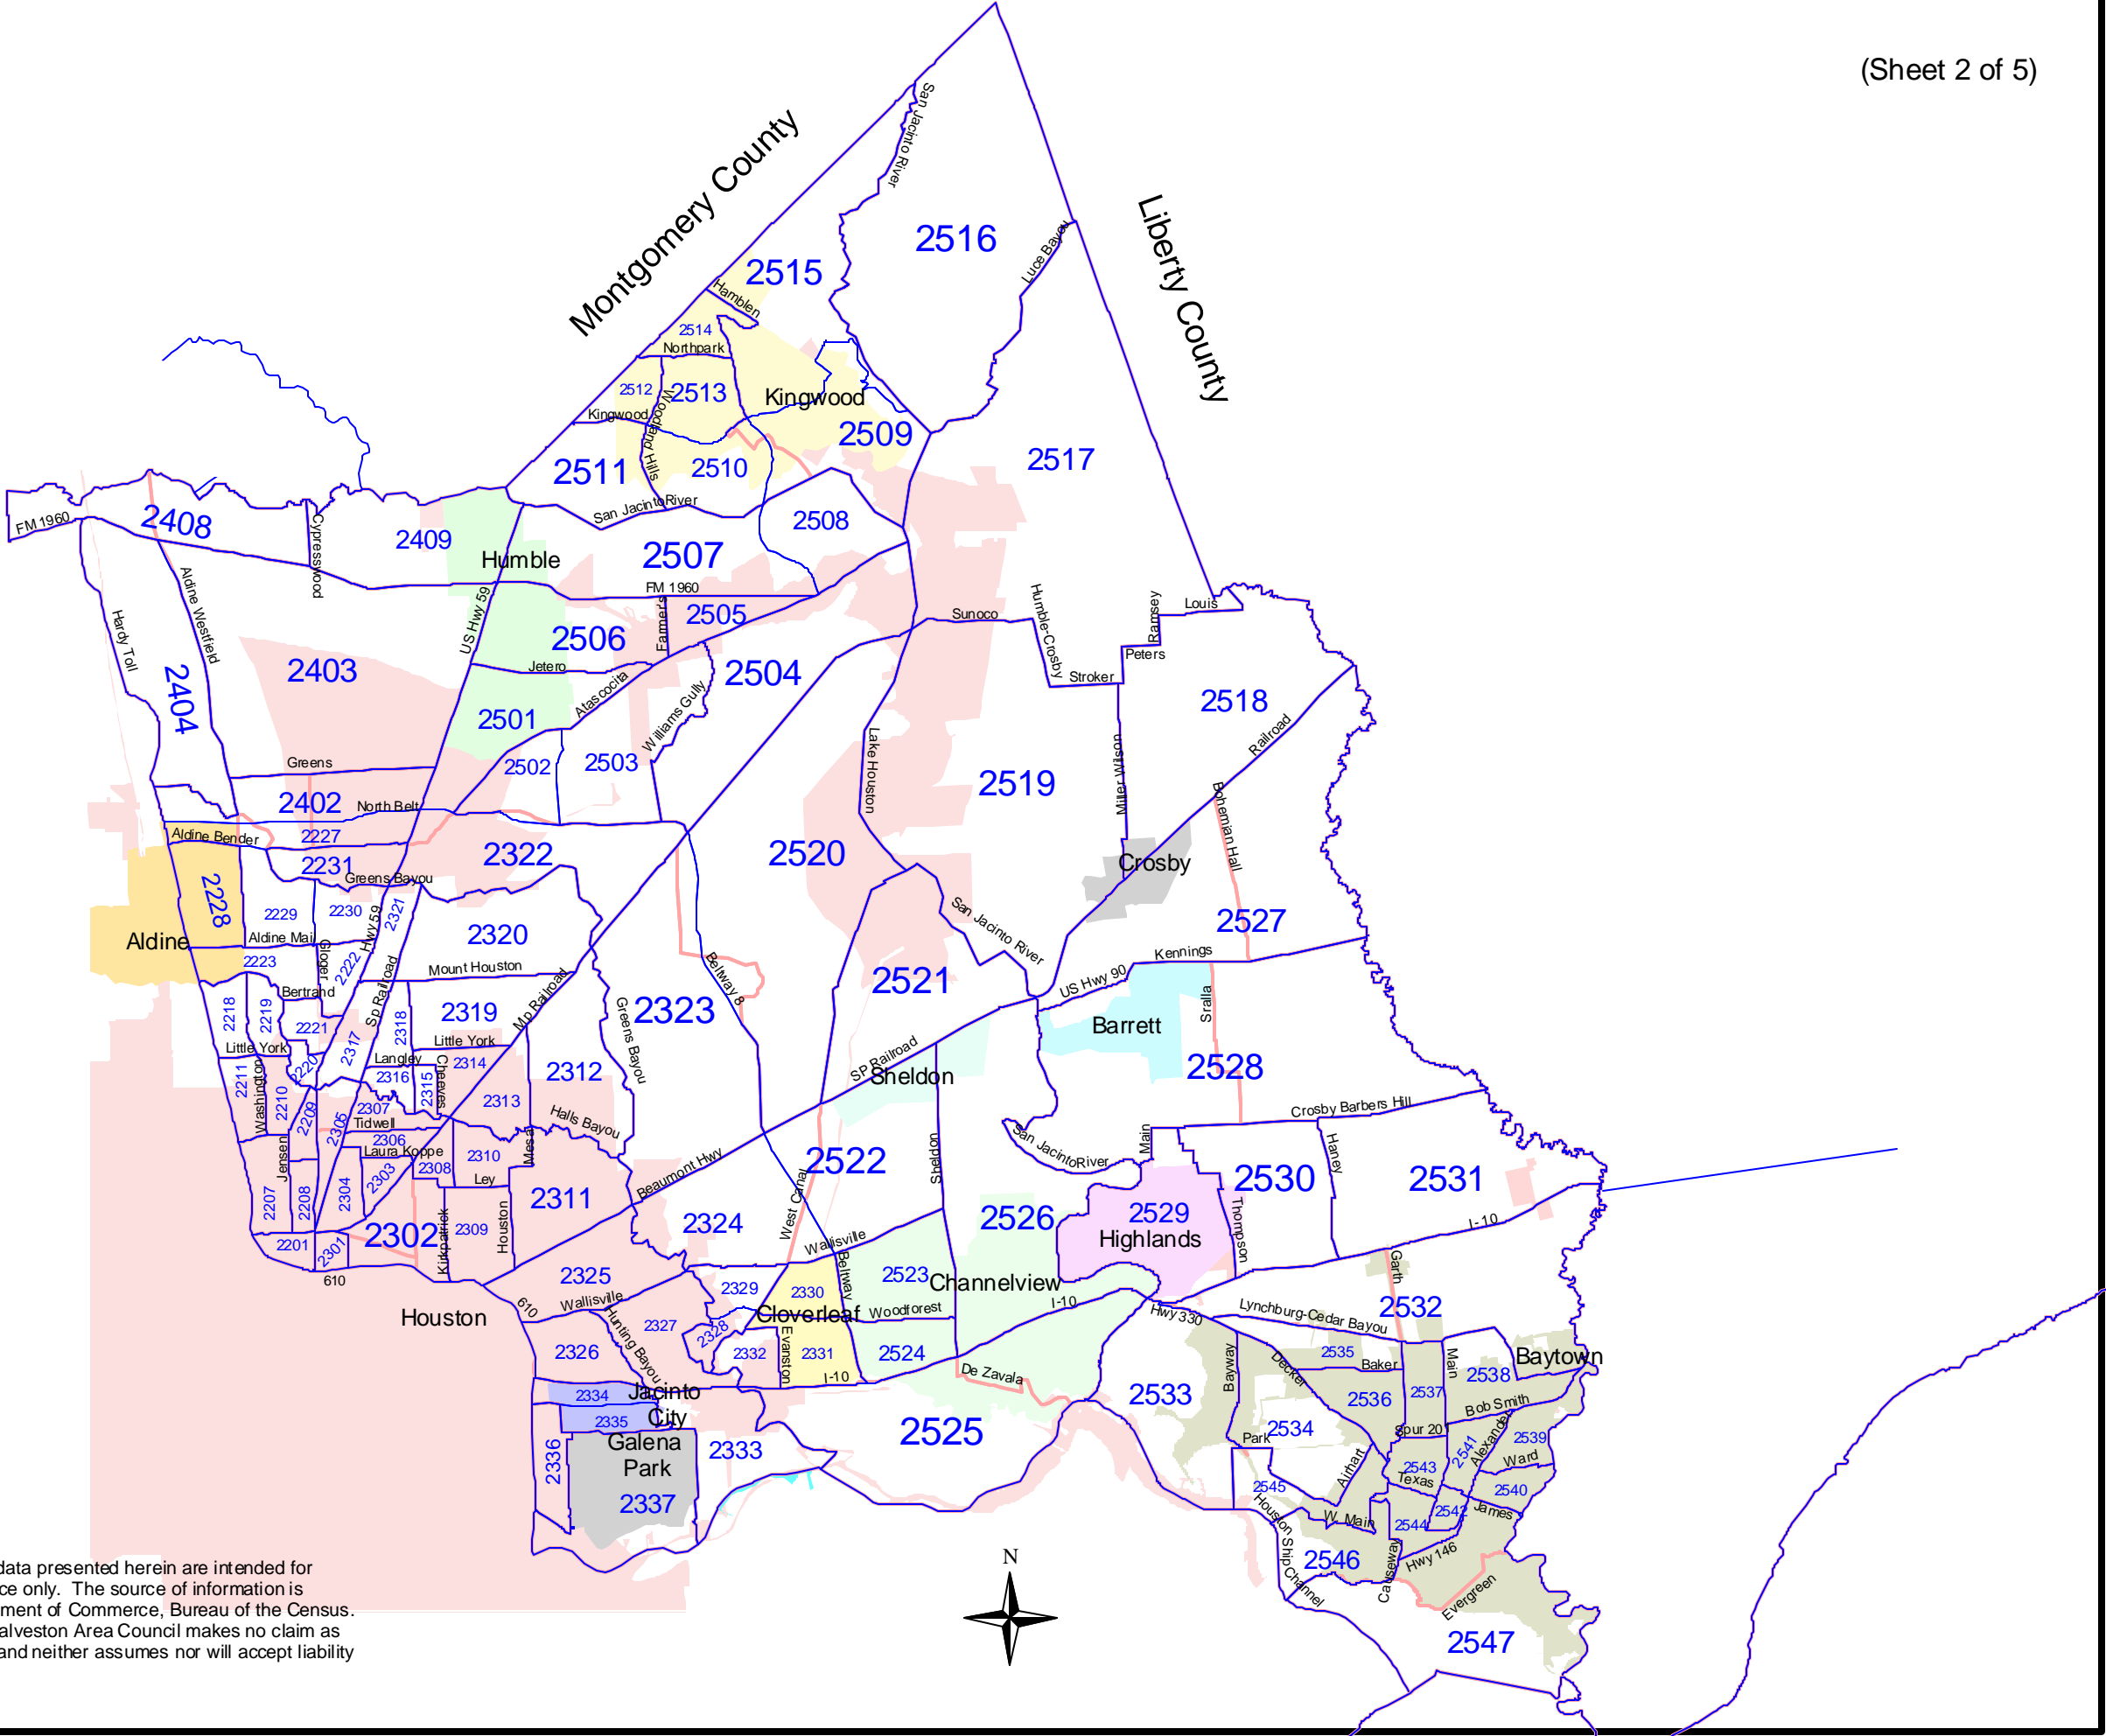 (Sheet 2 of 5)
Montgomery County
Liberty County
San Jacinto River
2516
Luce Bayou
2515
Hamblen
2514
Northpark
2512
2513
Woodland Hills
Kingwood
Kingwood
2509
2511
2510
2517
San Jacinto River
FM 1960
2408
Cypresswood
2409
Humble
2507
2508
FM 1960
Farmers
2505
2506
Jetero
Atascocita
Williams Gully
2504
Sunoco
Humble-Crosby
Stroker
Peters
Ramsey
Louis
Hardy Toll
Aldine Westfield
US Hwy 59
2403
2404
2501
2502
2503
2518
Railroad
Greens
2402
North Belt
Lake Houston
2519
Miller Wilson
Bohemian Hall
Aldine Bender
2227
2231
Greens Bayou
2322
2520
Crosby
2228
2229
2230
Hwy 59
2321
Aldine
Aldine Mail
Gloger
2320
San Jacinto River
2527
2223
2222
Sp Railroad
Mount Houston
Mp Railroad
Beltway 8
2521
US Hwy 90
Kennings
2218
2219
Bertrand
2221
2318
2319
Greens Bayou
2323
Barrett
Sralla
Little York
2220
2317
Langley
Little York
2314
2316
2315
Cheeves
2312
SP Railroad
Sheldon
2528
2211
Washington
2210
2209
2305
2307
Tidwell
2313
Halls Bayou
Crosby Barbers Hill
2306
Laura Koppe
2308
2310
Mesa
2303
Ley
Jensen
2207
2208
2304
2302
Kirkpatrick
2309
Houston
2311
Beaumont Hwy
2522
Sheldon
San Jacinto River
Main
2530
Haney
2531
2201
2301
610
2324
West Canal
Wallisville
2526
2529
Highlands
Thompson
I-10
Houston
2325
610
Wallisville
Hunting Bayou
2329
2330
Beltway
2523
Channelview
Cloverleaf
Woodforest
I-10
Garth
2532
Hwy 330
Lynchburg-Cedar Bayou
2326
2327
2328
2332
Evanston
2331
2524
I-10
De Zavala
2533
Bayway
Decker
2535
Baker
2536
2537
Main
2538
Baytown
2334
Jacinto
City
2335
Galena
Park
2336
2337
2333
2525
Park
2534
Airhart
Spur 201
Bob Smith
2541
Alexander
2539
Ward
2543
Texas
2540
2545
Houston Ship Channel
W. Main
2544
2542
James
2546
Causeway
Hwy 146
Evergreen
2547
N
data presented herein are intended for
ce only. The source of information is
ment of Commerce, Bureau of the Census.
alveston Area Council makes no claim as
and neither assumes nor will accept liability